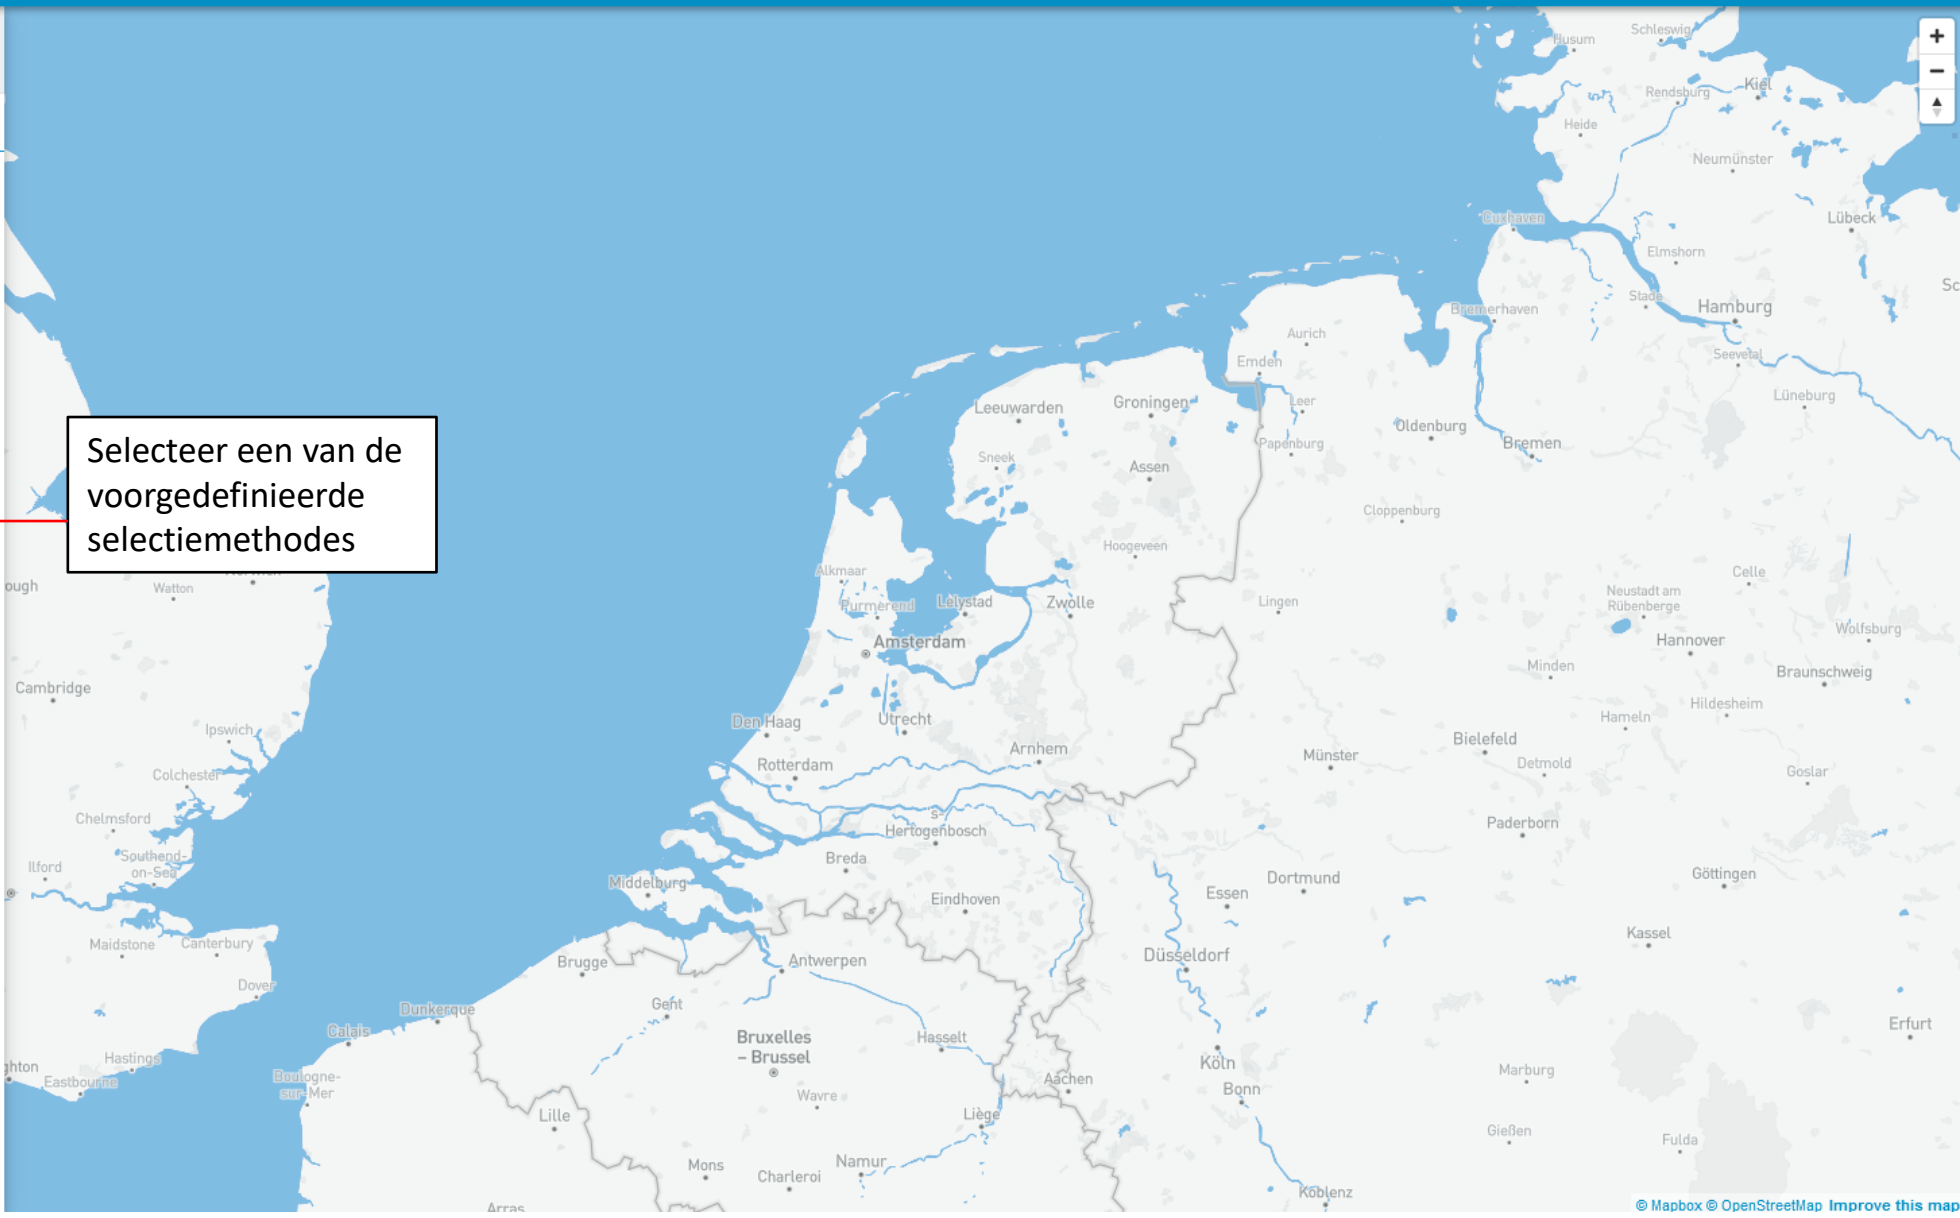 Husum
Schleswig
Kiel
Rendsburg
Heide
Neumünster
Cuxhaven
Lübeck
Elmshorn
Sc
Stade
Hamburg
Bremerhaven
Aurich
Seevetal
Emden
Lüneburg
Leer
Leeuwarden
Groningen
Oldenburg
Papenburg
Bremen
Selecteer een van de
voorgedefinieerde
selectiemethodes
Sneek
Assen
Cloppenburg
Hoogeveen
ough
Watton
Alkmaar
Celle
Purmerend
Lelystad
Zwolle
Lingen
Neustadt am
Rübenberge
Amsterdam
Hannover
Wolfsburg
Minden
Braunschweig
Cambridge
Hildesheim
Ipswich
Den Haag
Utrecht
Hameln
Arnhem
Bielefeld
Münster
Rotterdam
Detmold
Colchester
Goslar
Chelmsford
's-
Hertogenbosch
Paderborn
Southend-
on-Sea
Ilford
Breda
Middelburg
Eindhoven
Essen
Dortmund
Göttingen
Maidstone
Canterbury
Kassel
Brugge
Antwerpen
Düsseldorf
Dover
Dunkerque
Gent
Calais
Bruxelles
– Brussel
Hasselt
Erfurt
Hastings
ghton
Eastbourne
Boulogne-
sur-Mer
Köln
Aachen
Bonn
Marburg
Wavre
Lille
Liège
Gießen
Fulda
Mons
Charleroi
Namur
Koblenz
Arras
© Mapbox © OpenStreetMap Improve this map